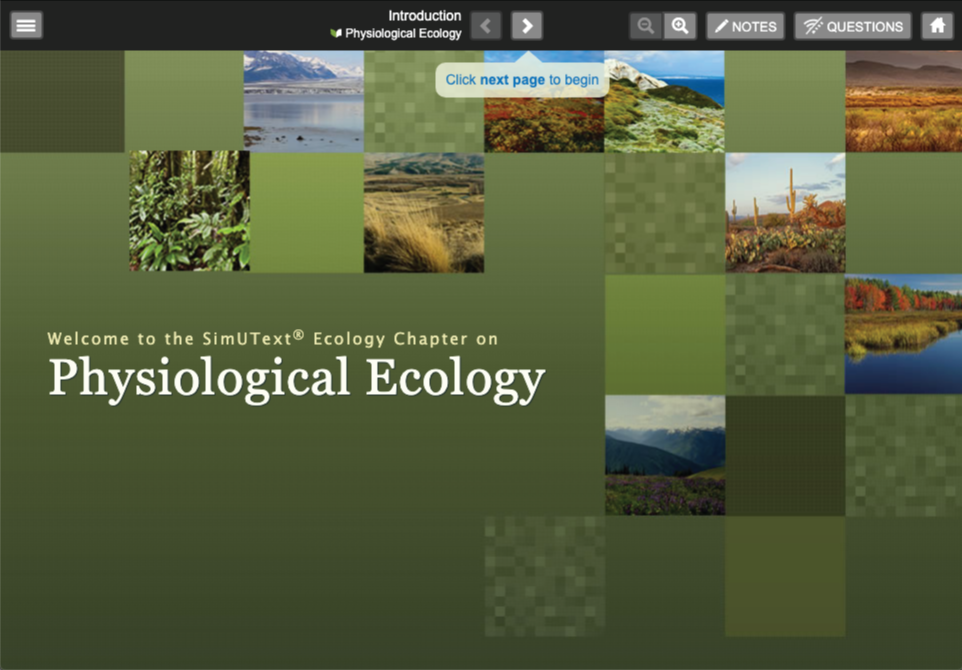 Introduction
Physiological Ecology
NOTES
QUESTIONS
Click next page to begin
Welcome to the SimUText® Ecology Chapter on
Physiological Ecology